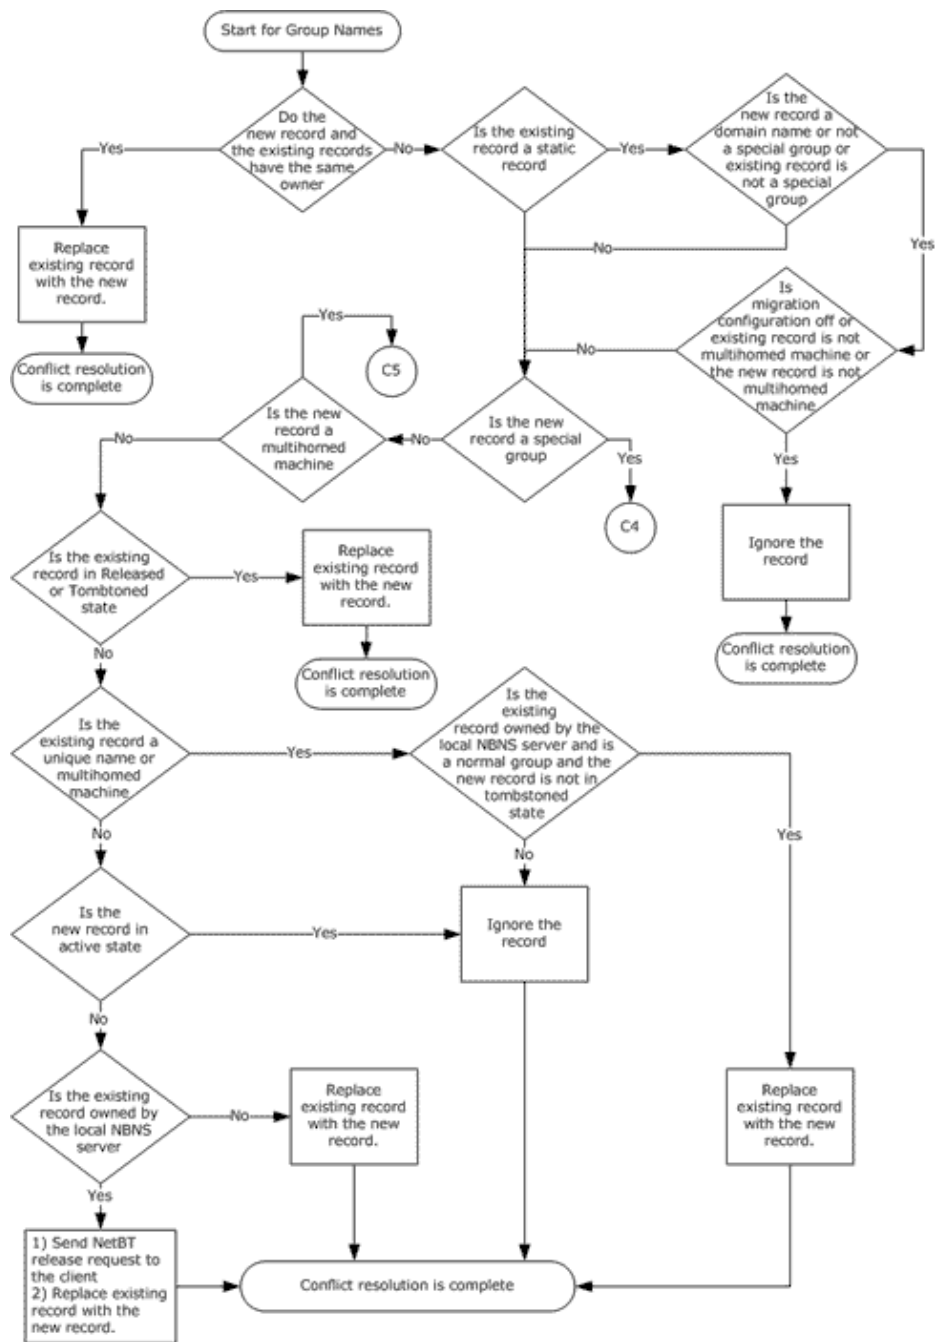 Start for Group Names
Do the
new record and
the existing records
have the same
owner
Yes
No
Is the existing
record a static
record
Yes
Is the
new record a
domain name or not
a special group or
existing record is
not a special
group
Yes
No
Replace
existing record
with the new
record.
Conflict resolution
is complete
Is
migration
configuration off or
existing record is not
multihomed machine or
the new record is not
multihomed
machine
No
Yes
Yes
C5
Is the new
record a
multihomed
machine
No
No
Is the new
record a special
group
Yes
C4
Ignore the
record
Conflict resolution
is complete
Is the existing
record in Released
or Tombtoned
state
Yes
Replace
existing record
with the new
record.
Conflict resolution
is complete
No
Is the
existing record a
unique name or
multihomed
machine
Yes
Is the
existing
record owned by the
local NBNS server and is
a normal group and the
new record is not in
tombstoned
state
Yes
No
No
Is the
new record in
active state
Yes
Ignore the
record
No
Is the existing
record owned by
the local NBNS
server
No
Replace
existing record
with the new
record.
Replace
existing record
with the new
record.
Yes
1) Send NetBT
release request to
the client
2) Replace existing
record with the
new record.
Conflict resolution is complete